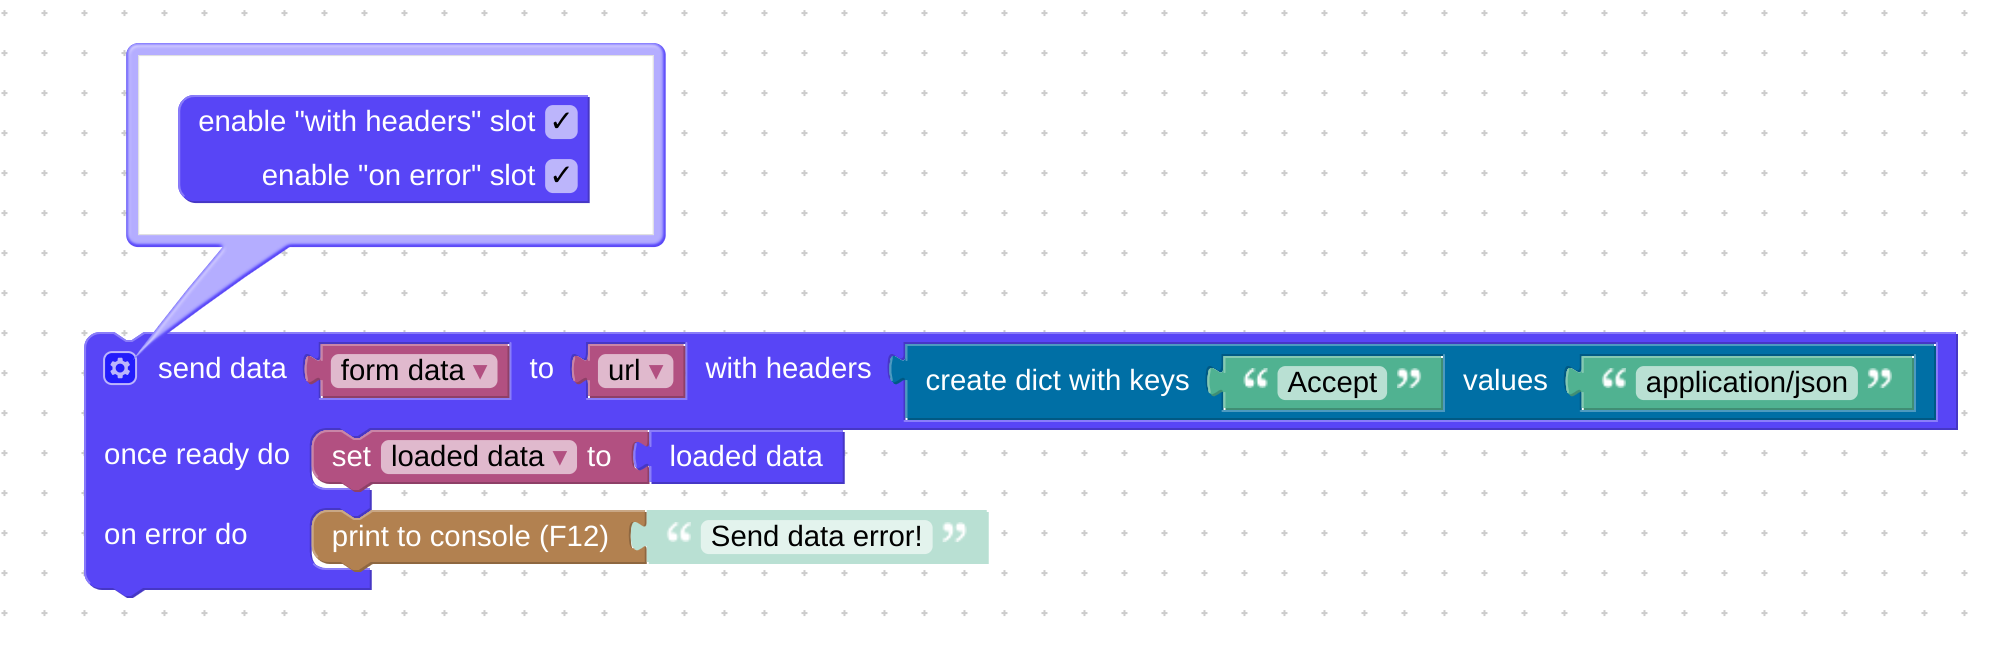 enable "with headers" slot ✓
enable "on error" slot ✓
send data form data ▾ to url ▾ with headers create dict with keys “ Accept ” values “ application/json ”
once ready do set loaded data ▾ to loaded data
on error do print to console (F12) “ Send data error! ”